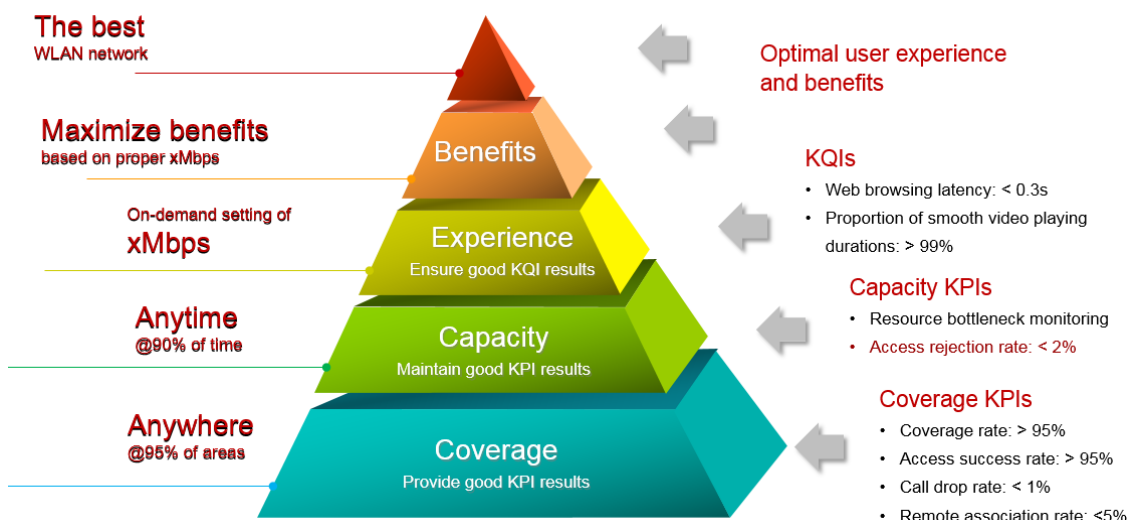 The best
WLAN network
Optimal user experience
and benefits
Maximize benefits
based on proper xMbps
Benefits
KQIs
• Web browsing latency: < 0.3s
• Proportion of smooth video playing
durations: > 99%
On-demand setting of
xMbps
Experience
Ensure good KQI results
Capacity KPIs
• Resource bottleneck monitoring
• Access rejection rate: < 2%
Anytime
@90% of time
Capacity
Maintain good KPI results
Coverage KPIs
• Coverage rate: > 95%
• Access success rate: > 95%
• Call drop rate: < 1%
• Remote association rate: <5%
Anywhere
@95% of areas
Coverage
Provide good KPI results